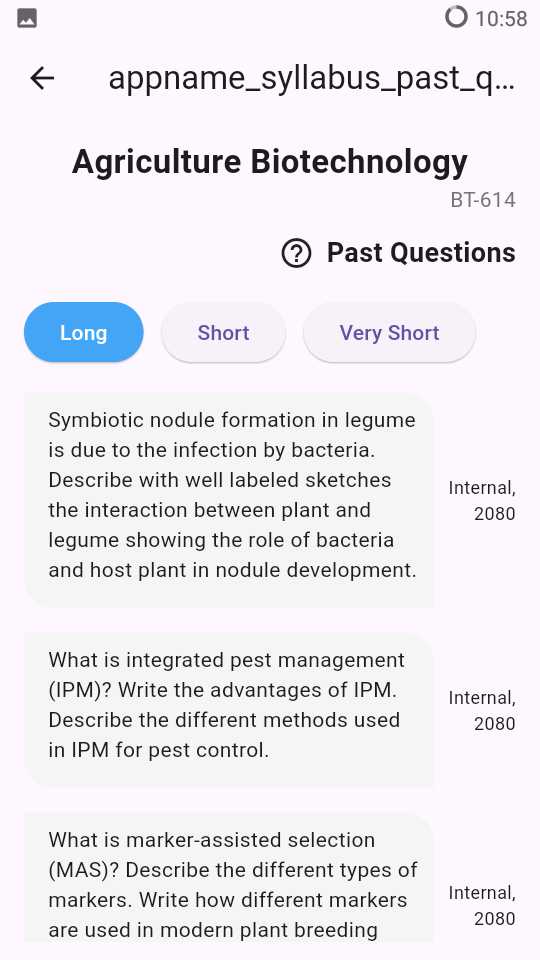 10:58
appname_syllabus_past_q...
Agriculture Biotechnology
BT-614
Past Questions
Long
Short
Very Short
Symbiotic nodule formation in legume
is due to the infection by bacteria.
Describe with well labeled sketches
the interaction between plant and
legume showing the role of bacteria
and host plant in nodule development.
Internal,
2080
What is integrated pest management
(IPM)? Write the advantages of IPM.
Describe the different methods used
in IPM for pest control.
Internal,
2080
What is marker-assisted selection
(MAS)? Describe the different types of
markers. Write how different markers
are used in modern plant breeding
Internal,
2080